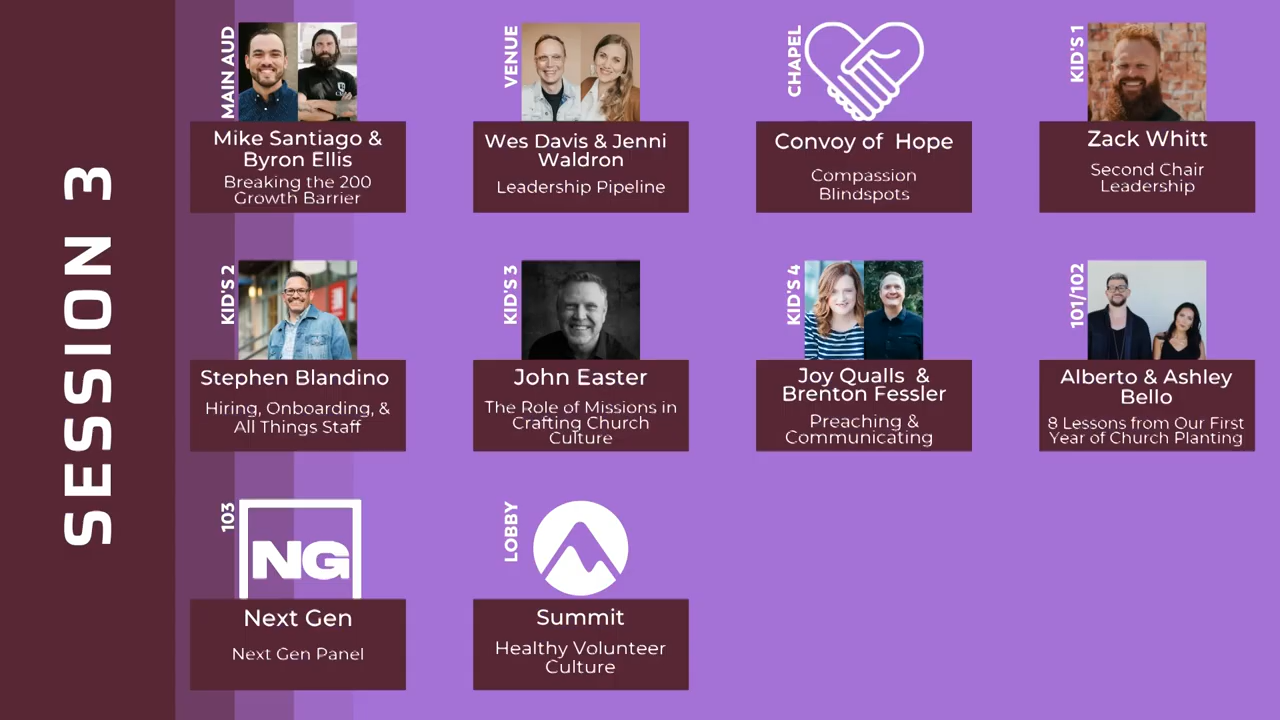 SESSION 3
MAIN AUD
Mike Santiago &
Byron Ellis
Breaking the 200
Growth Barrier
VENUE
Wes Davis & Jenni
Waldron
Leadership Pipeline
CHAPEL
Convoy of Hope
Compassion
Blindspots
KID'S 1
Zack Whitt
Second Chair
Leadership
KID'S 2
Stephen Blandino
Hiring, Onboarding, &
All Things Staff
KID'S 3
John Easter
The Role of Missions in
Crafting Church
Culture
KID'S 4
Joy Qualls &
Brenton Fessler
Preaching &
Communicating
101/102
Alberto & Ashley
Bello
8 Lessons from Our First
Year of Church Planting
103
NG
Next Gen
Next Gen Panel
LOBBY
Summit
Healthy Volunteer
Culture